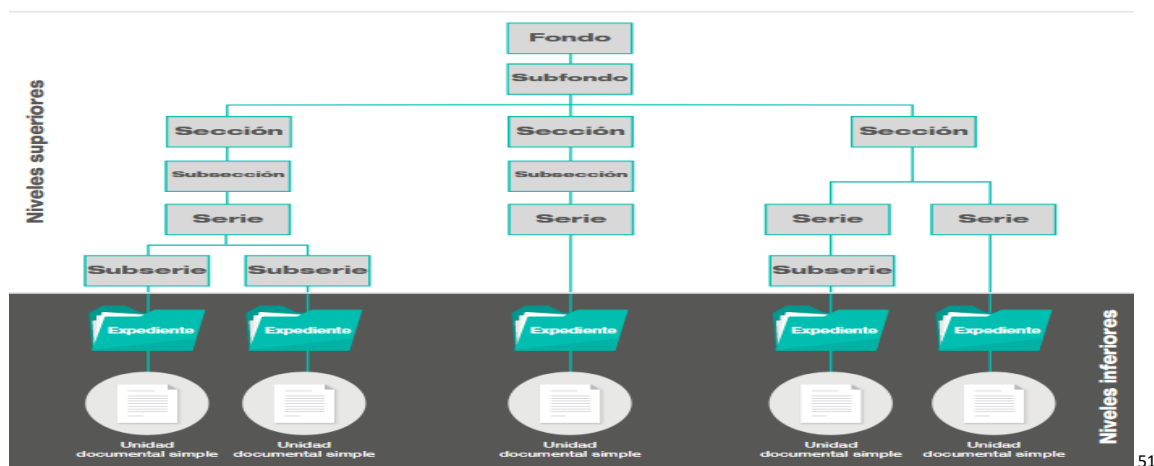 Niveles superiores
Fondo
Subfondo
Sección
Sección
Sección
Subsección
Subsección
Serie
Serie
Serie
Serie
Subserie
Subserie
Subserie
Expediente
Expediente
Expediente
Expediente
Expediente
Niveles inferiores
Unidad
documental simple
Unidad
documental simple
Unidad
documental simple
Unidad
documental simple
Unidad
documental simple
51